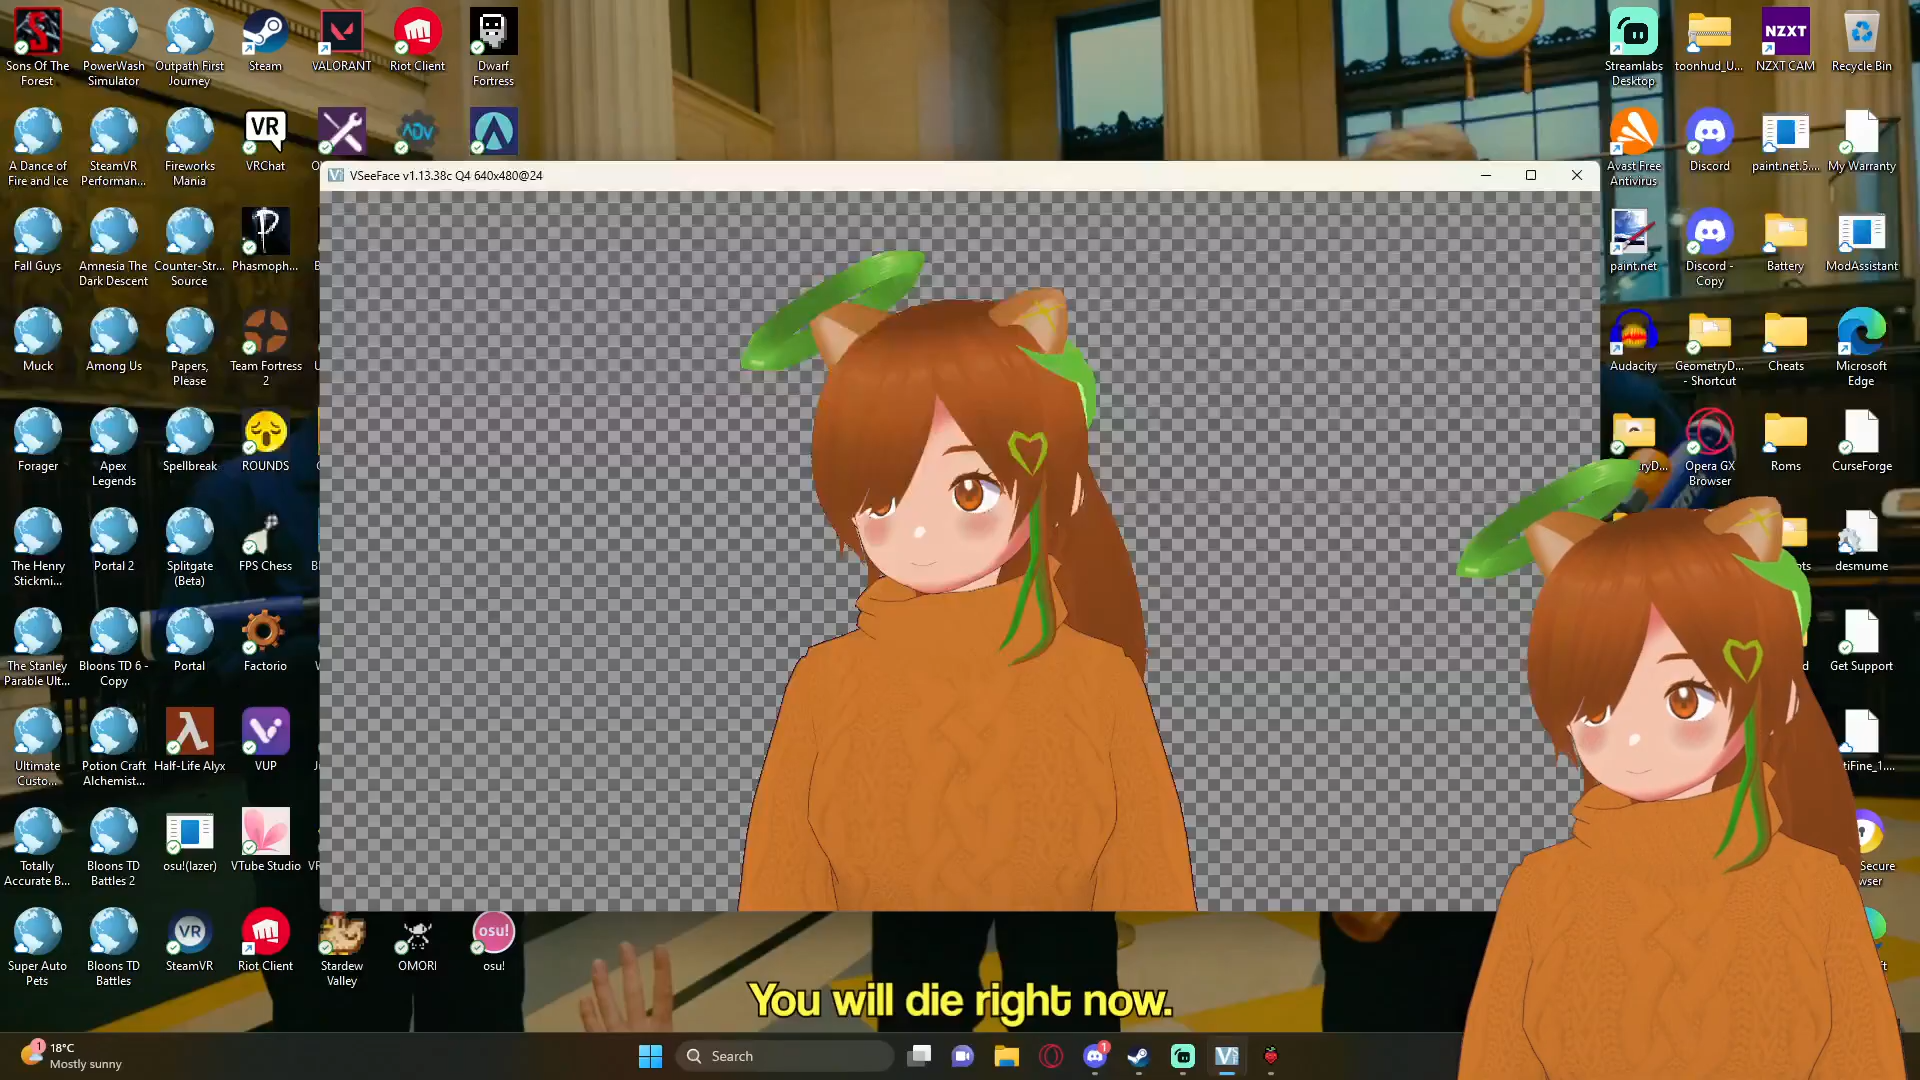 Sons Of The
Forest
PowerWash
Simulator
Outpath First
Journey
Steam
VALORANT
Riot Client
Dwarf
Fortress
Streamlabs
Desktop
toonhud_U...
NZXT
NZXT CAM
Recycle Bin
A Dance of
Fire and Ice
SteamVR
Performan...
Fireworks
Mania
VR
VRChat
ADV
Avast Free
Antivirus
Discord
paint.net.5....
My Warranty
VSeeFace v1.13.38c Q4 640x480@24
Fall Guys
Amnesia The
Dark Descent
Counter-Str...
Source
Phasmoph...
paint.net
Discord -
Copy
Battery
ModAssistant
Muck
Among Us
Papers,
Please
Team Fortress
2
Audacity
GeometryD...
- Shortcut
Cheats
Microsoft
Edge
Forager
Apex
Legends
Spellbreak
ROUNDS
Opera GX
Browser
Roms
CurseForge
The Henry
Stickmi...
Portal 2
Splitgate
(Beta)
FPS Chess
desmume
The Stanley
Parable Ult...
Bloons TD 6 -
Copy
Portal
Factorio
Get Support
Ultimate
Custo...
Potion Craft
Alchemist...
Half-Life Alyx
VUP
tiFine_1....
Totally
Accurate B...
Bloons TD
Battles 2
osu!(lazer)
VTube Studio
Secure
Super Auto
Pets
Bloons TD
Battles
VR
SteamVR
Riot Client
Stardew
Valley
OMORI
osu!
osu!
You will die right now.
1
18°C
Mostly sunny
Search
1